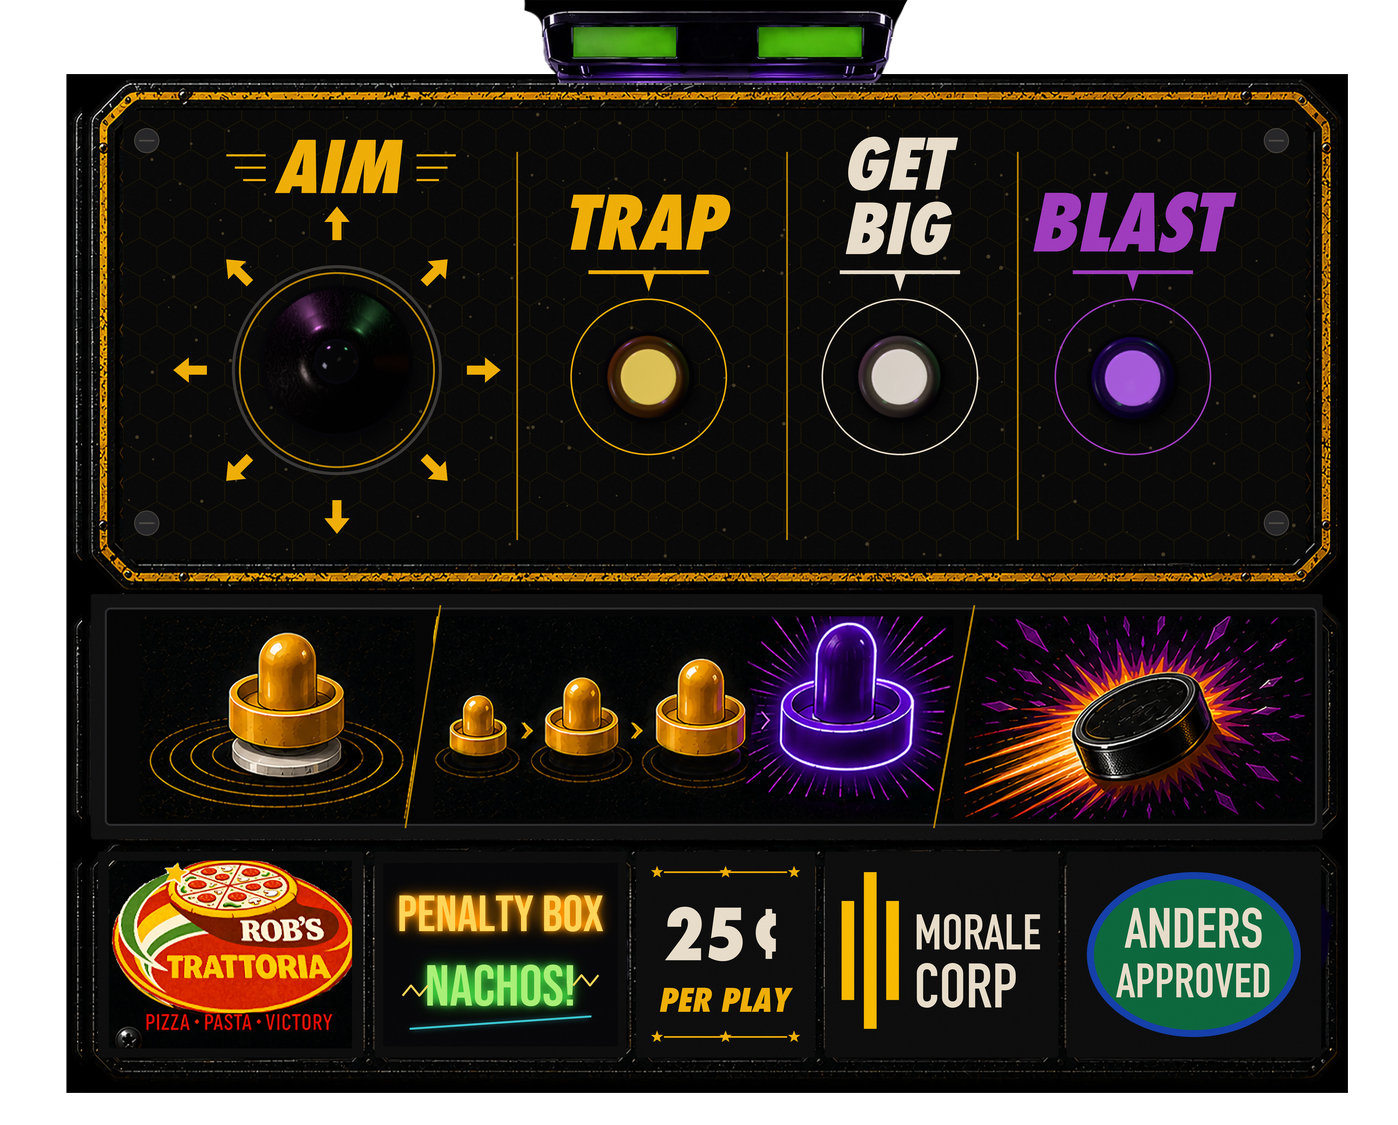 AIM
TRAP
GET
BIG
BLAST
ROB'S
TRATTORIA
PIZZA • PASTA • VICTORY
PENALTY BOX
NACHOS!
25¢
PER PLAY
MORALE
CORP
ANDERS
APPROVED